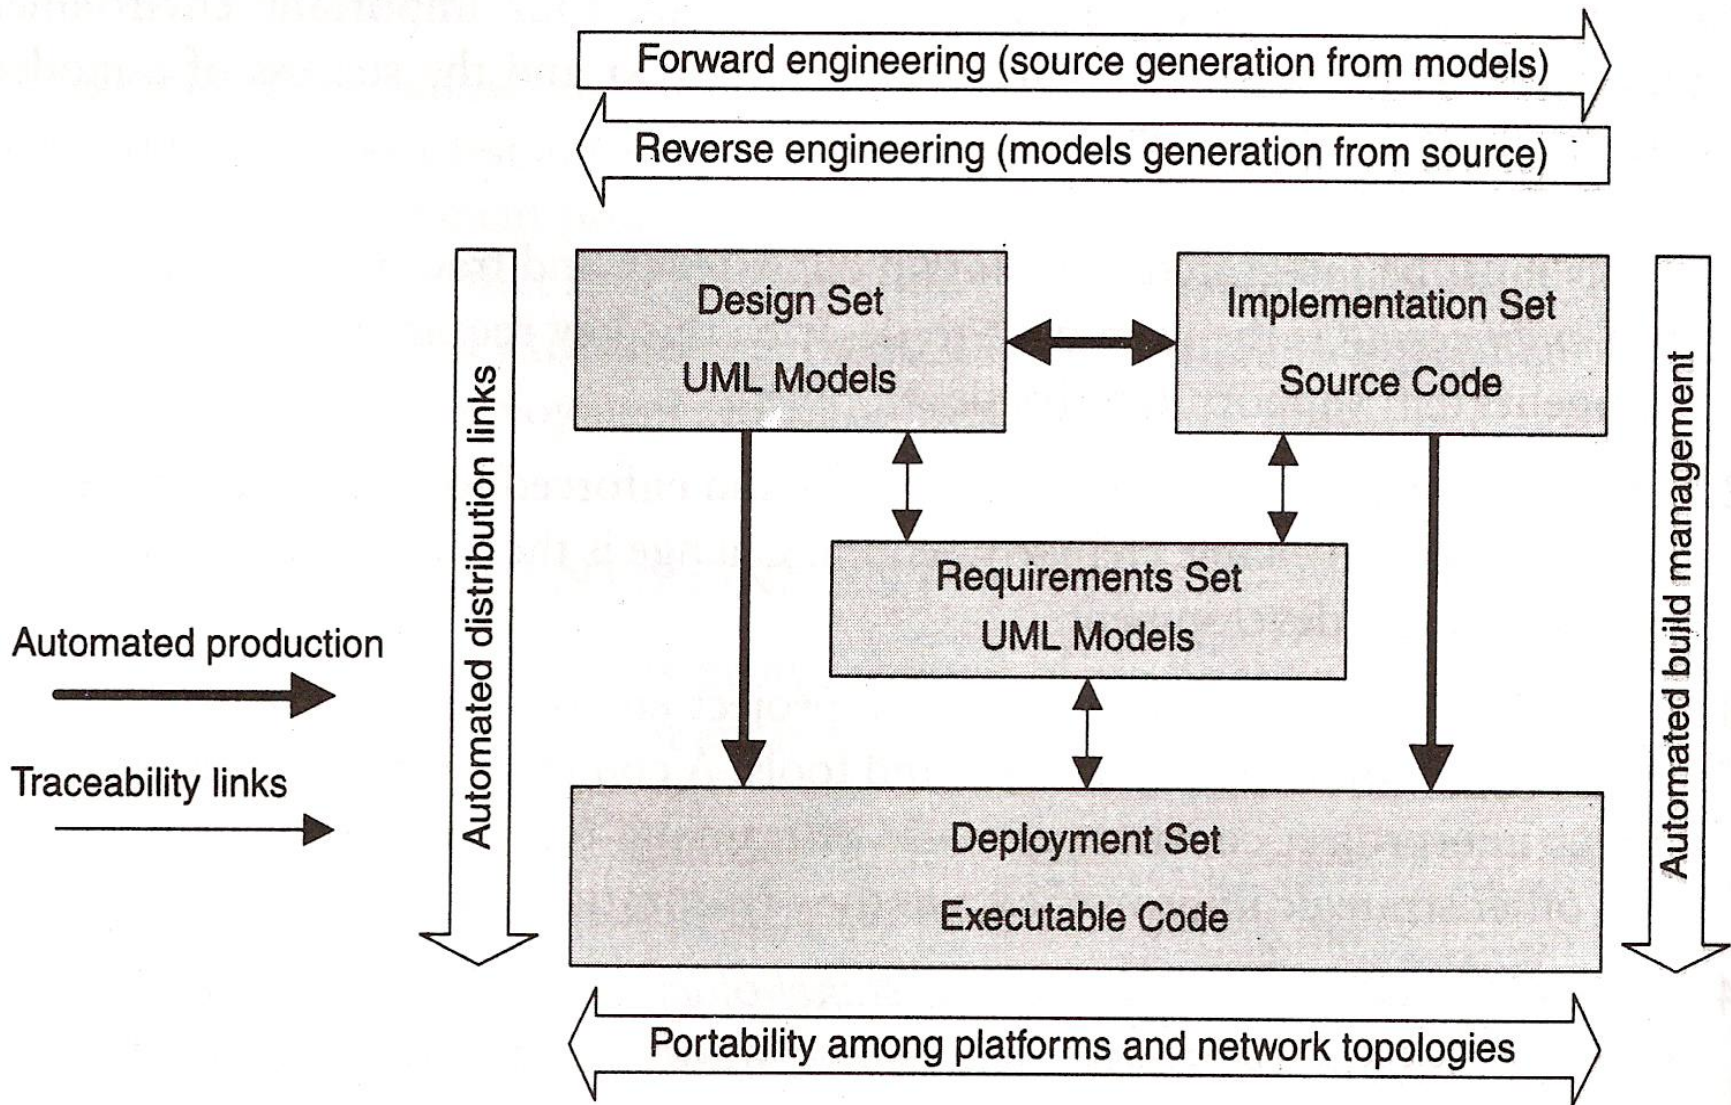 Forward engineering (source generation from models)
Reverse engineering (models generation from source)
Design Set
UML Models
Implementation Set
Source Code
Automated distribution links
Automated build management
Requirements Set
UML Models
Automated production
Traceability links
Deployment Set
Executable Code
Portability among platforms and network topologies